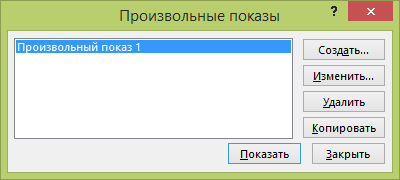 Произвольные показы
?
Произвольный показ 1
Создать...
Изменить...
Удалить
Копировать
Показать
Закрыть